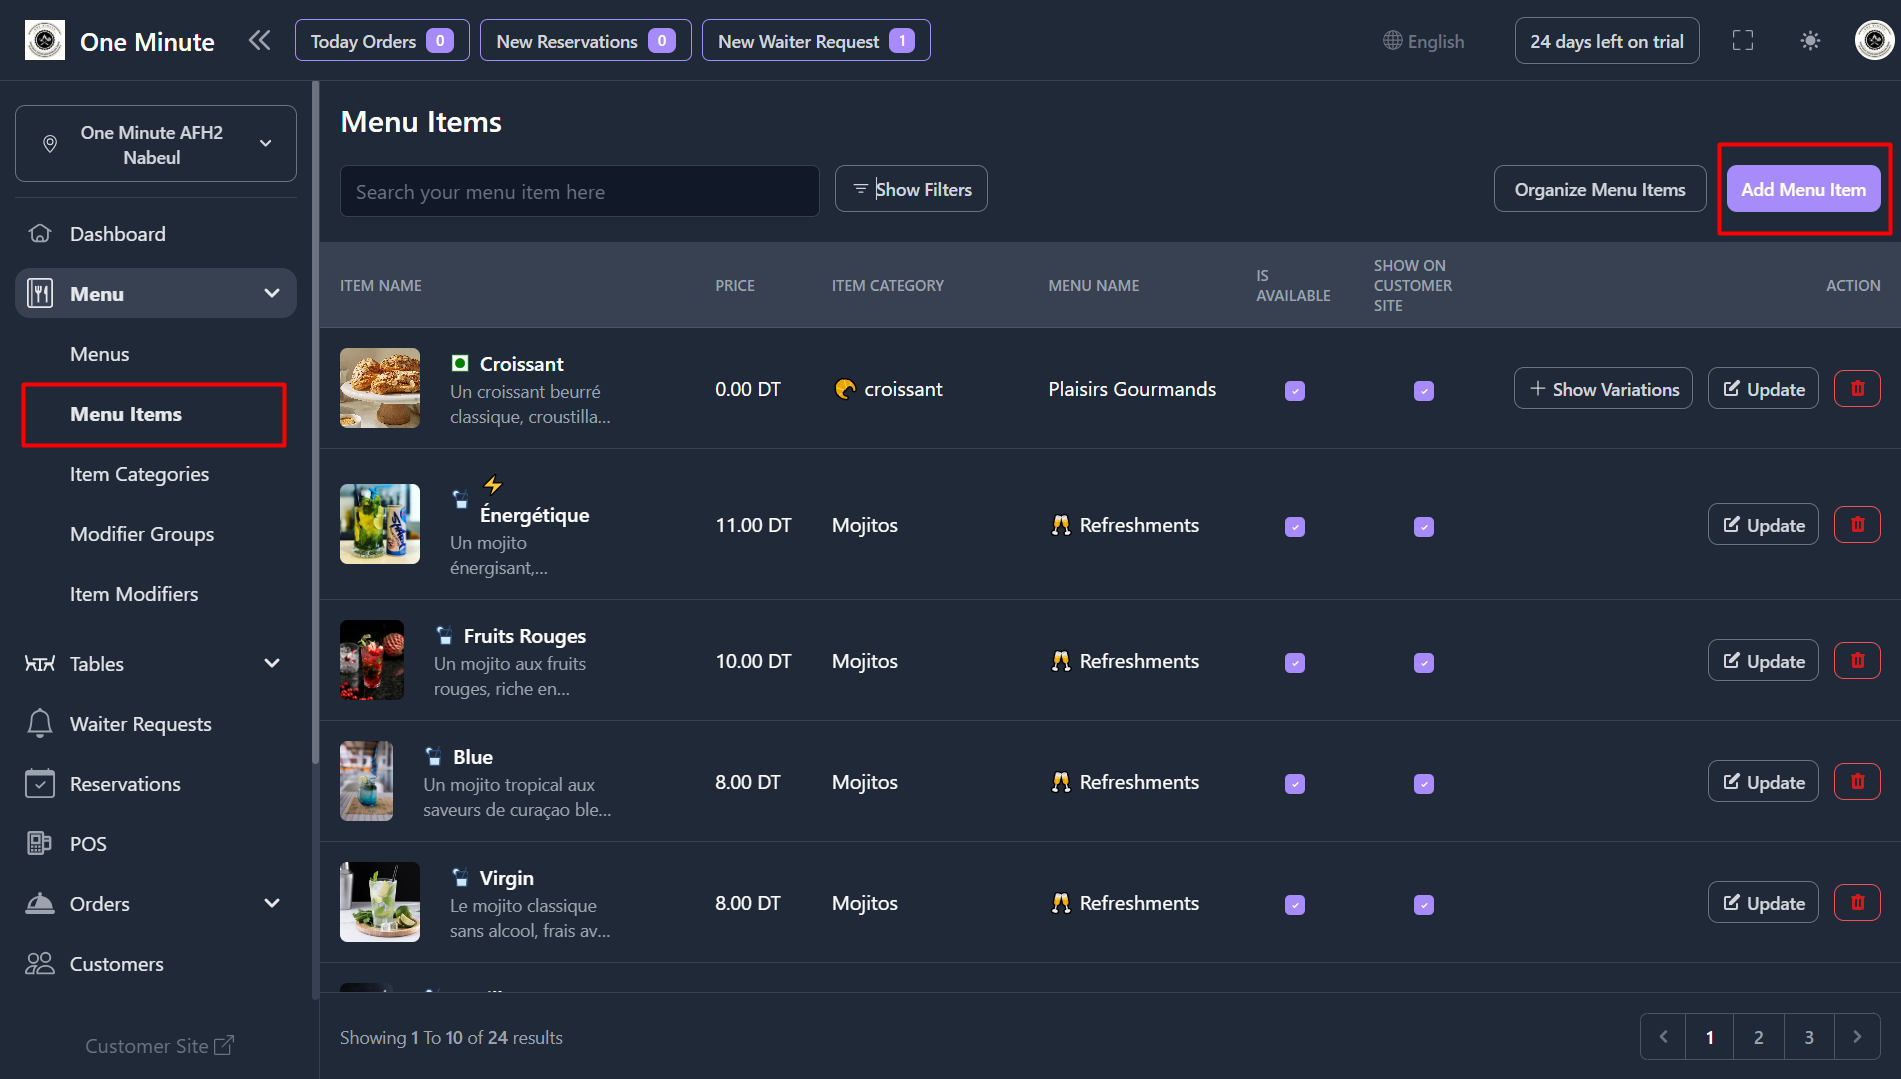 One Minute
Today Orders 0
New Reservations 0
New Waiter Request 1
English
24 days left on trial
One Minute AFH2
Nabeul
Dashboard
Menu
Menus
Menu Items
Item Categories
Modifier Groups
Item Modifiers
Tables
Waiter Requests
Reservations
POS
Orders
Customers
Customer Site
Menu Items
Search your menu item here
Show Filters
Organize Menu Items
Add Menu Item
ITEM NAME
PRICE
ITEM CATEGORY
MENU NAME
IS
AVAILABLE
SHOW ON
CUSTOMER
SITE
ACTION
Croissant
Un croissant beurré
classique, croustilla...
0.00 DT
croissant
Plaisirs Gourmands
Show Variations
Update
Énergétique
Un mojito
énergisant,...
11.00 DT
Mojitos
Refreshments
Update
Fruits Rouges
Un mojito aux fruits
rouges, riche en...
10.00 DT
Mojitos
Refreshments
Update
Blue
Un mojito tropical aux
saveurs de curaçao ble...
8.00 DT
Mojitos
Refreshments
Update
Virgin
Le mojito classique
sans alcool, frais av...
8.00 DT
Mojitos
Refreshments
Update
Showing 1 To 10 of 24 results
1 2 3